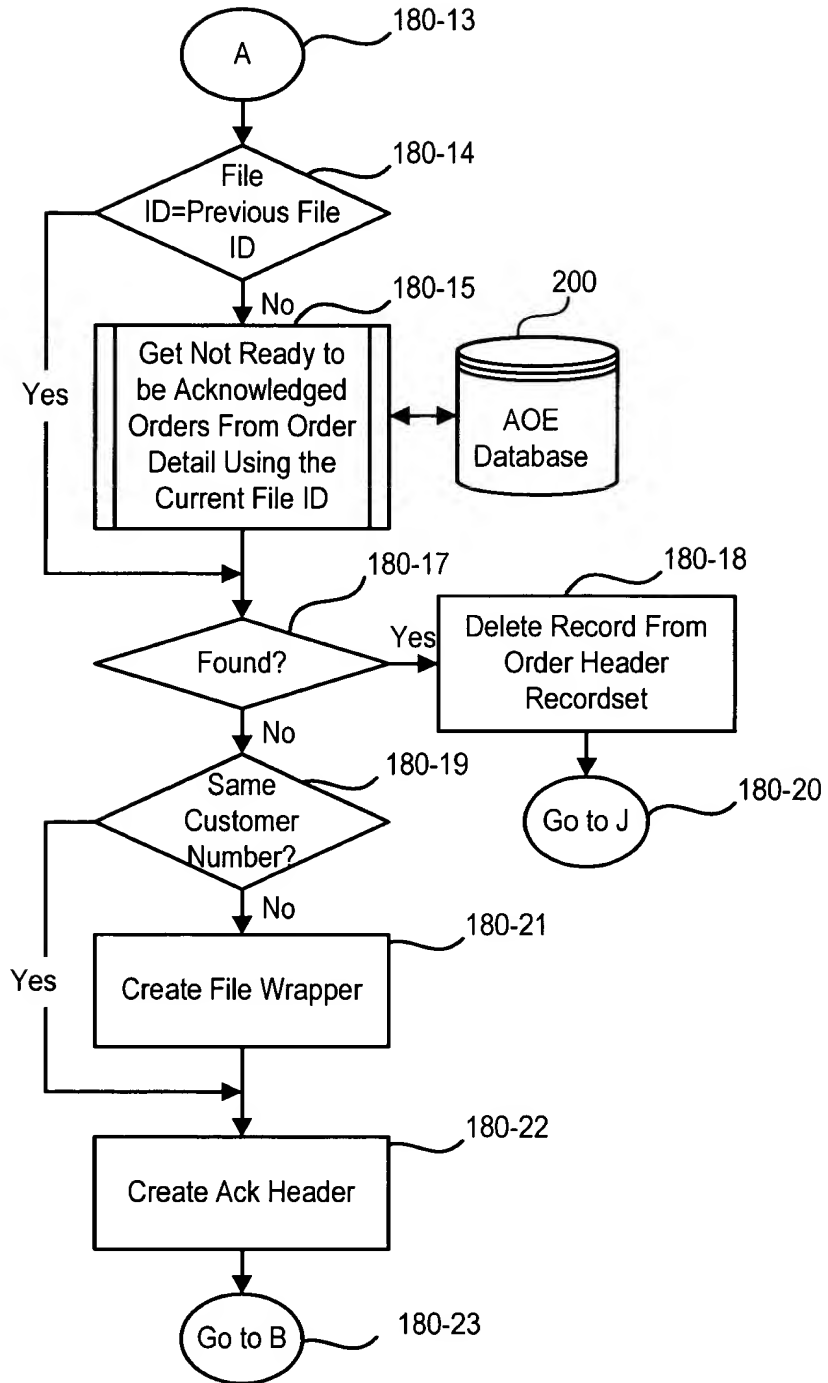 A
180-13
180-14
File
ID=Previous File
ID
No
180-15
200
Yes
Get Not Ready to
be Acknowledged
Orders From Order
Detail Using the
Current File ID
AOE
Database
180-17
180-18
Found?
Yes
Delete Record From
Order Header
Recordset
No
180-19
Same
Customer
Number?
180-20
Go to J
No
180-21
Yes
Create File Wrapper
180-22
Create Ack Header
Go to B
180-23